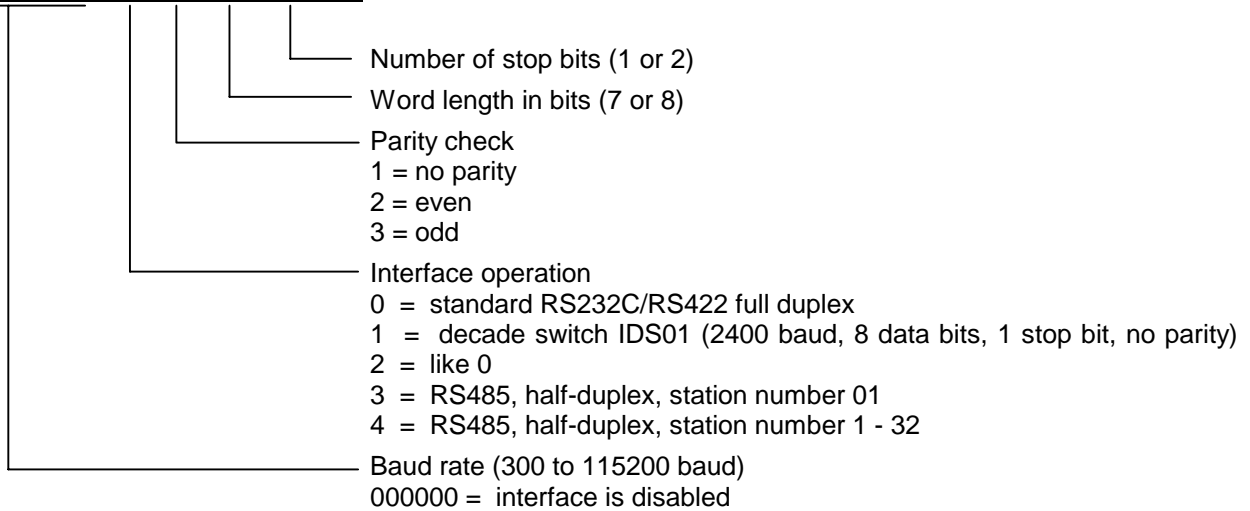 Number of stop bits (1 or 2)
Word length in bits (7 or 8)
Parity check
1 = no parity
2 = even
3 = odd
Interface operation
0 = standard RS232C/RS422 full duplex
1 = decade switch IDS01 (2400 baud, 8 data bits, 1 stop bit, no parity)
2 = like 0
3 = RS485, half-duplex, station number 01
4 = RS485, half-duplex, station number 1 - 32
Baud rate (300 to 115200 baud)
000000 = interface is disabled